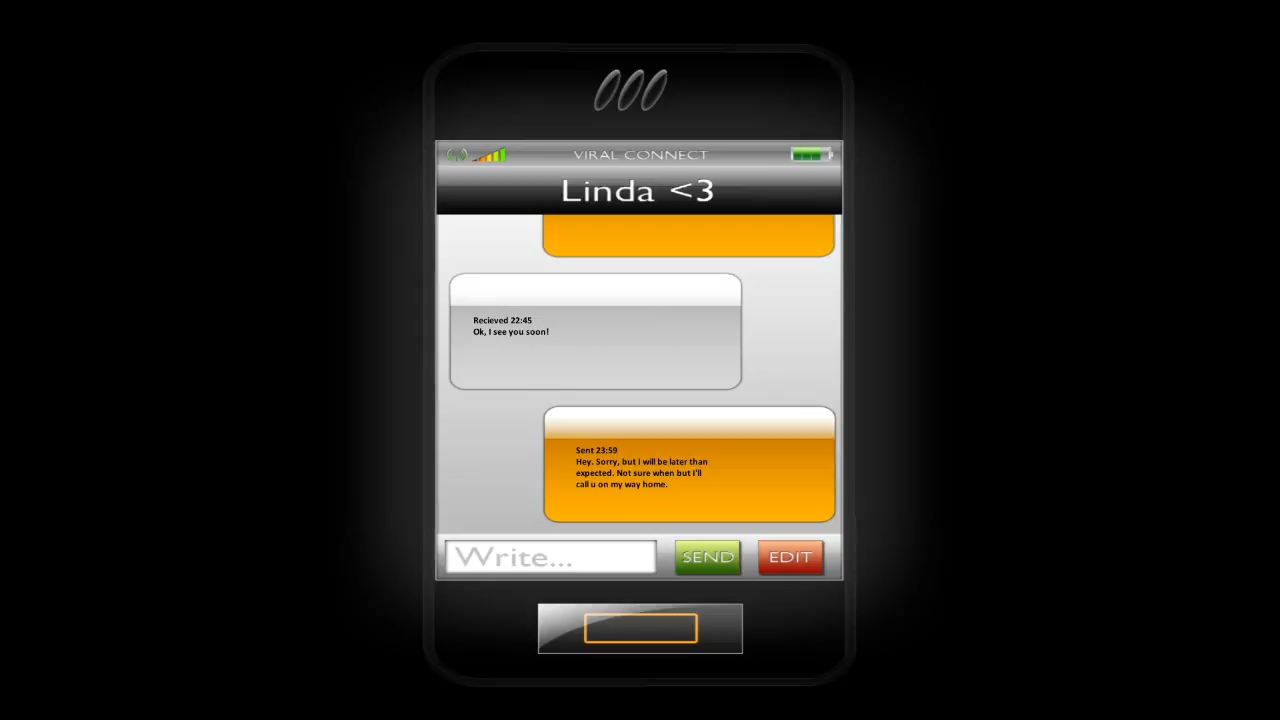 VIRAL CONNECT
Linda <3
Recieved 22:45
Ok, I see you soon!
Sent 23:59
Hey. Sorry, but I will be later than
expected. Not sure when but I'll
call u on my way home.
Write...
SEND
EDIT